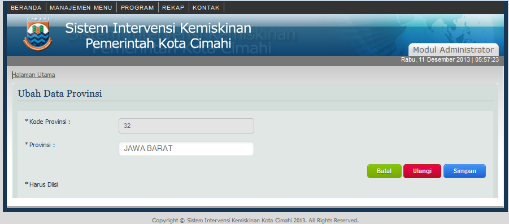 BERANDA MANAJEMEN MENU PROGRAM REKAP KONTAK
Sistem Intervensi Kemiskinan
Pemerintah Kota Cimahi
Modul Administrator
Rabu, 11 Desember 2013 | 05:57:23
Halaman Utama
Ubah Data Provinsi
* Kode Provinsi :
32
* Provinsi :
JAWA BARAT
Batal Ulangi Simpan
* Harus Diisi
Copyright © Sistem Intervensi Kemiskinan Kota Cimahi 2013. All Rights Reserved.